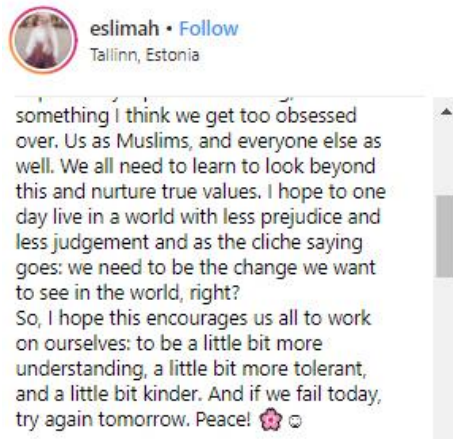 eslimah • Follow
Tallinn, Estonia
something I think we get too obsessed
over. Us as Muslims, and everyone else as
well. We all need to learn to look beyond
this and nurture true values. I hope to one
day live in a world with less prejudice and
less judgement and as the cliche saying
goes: we need to be the change we want
to see in the world, right?
So, I hope this encourages us all to work
on ourselves: to be a little bit more
understanding, a little bit more tolerant,
and a little bit kinder. And if we fail today,
try again tomorrow. Peace! 🌸☺